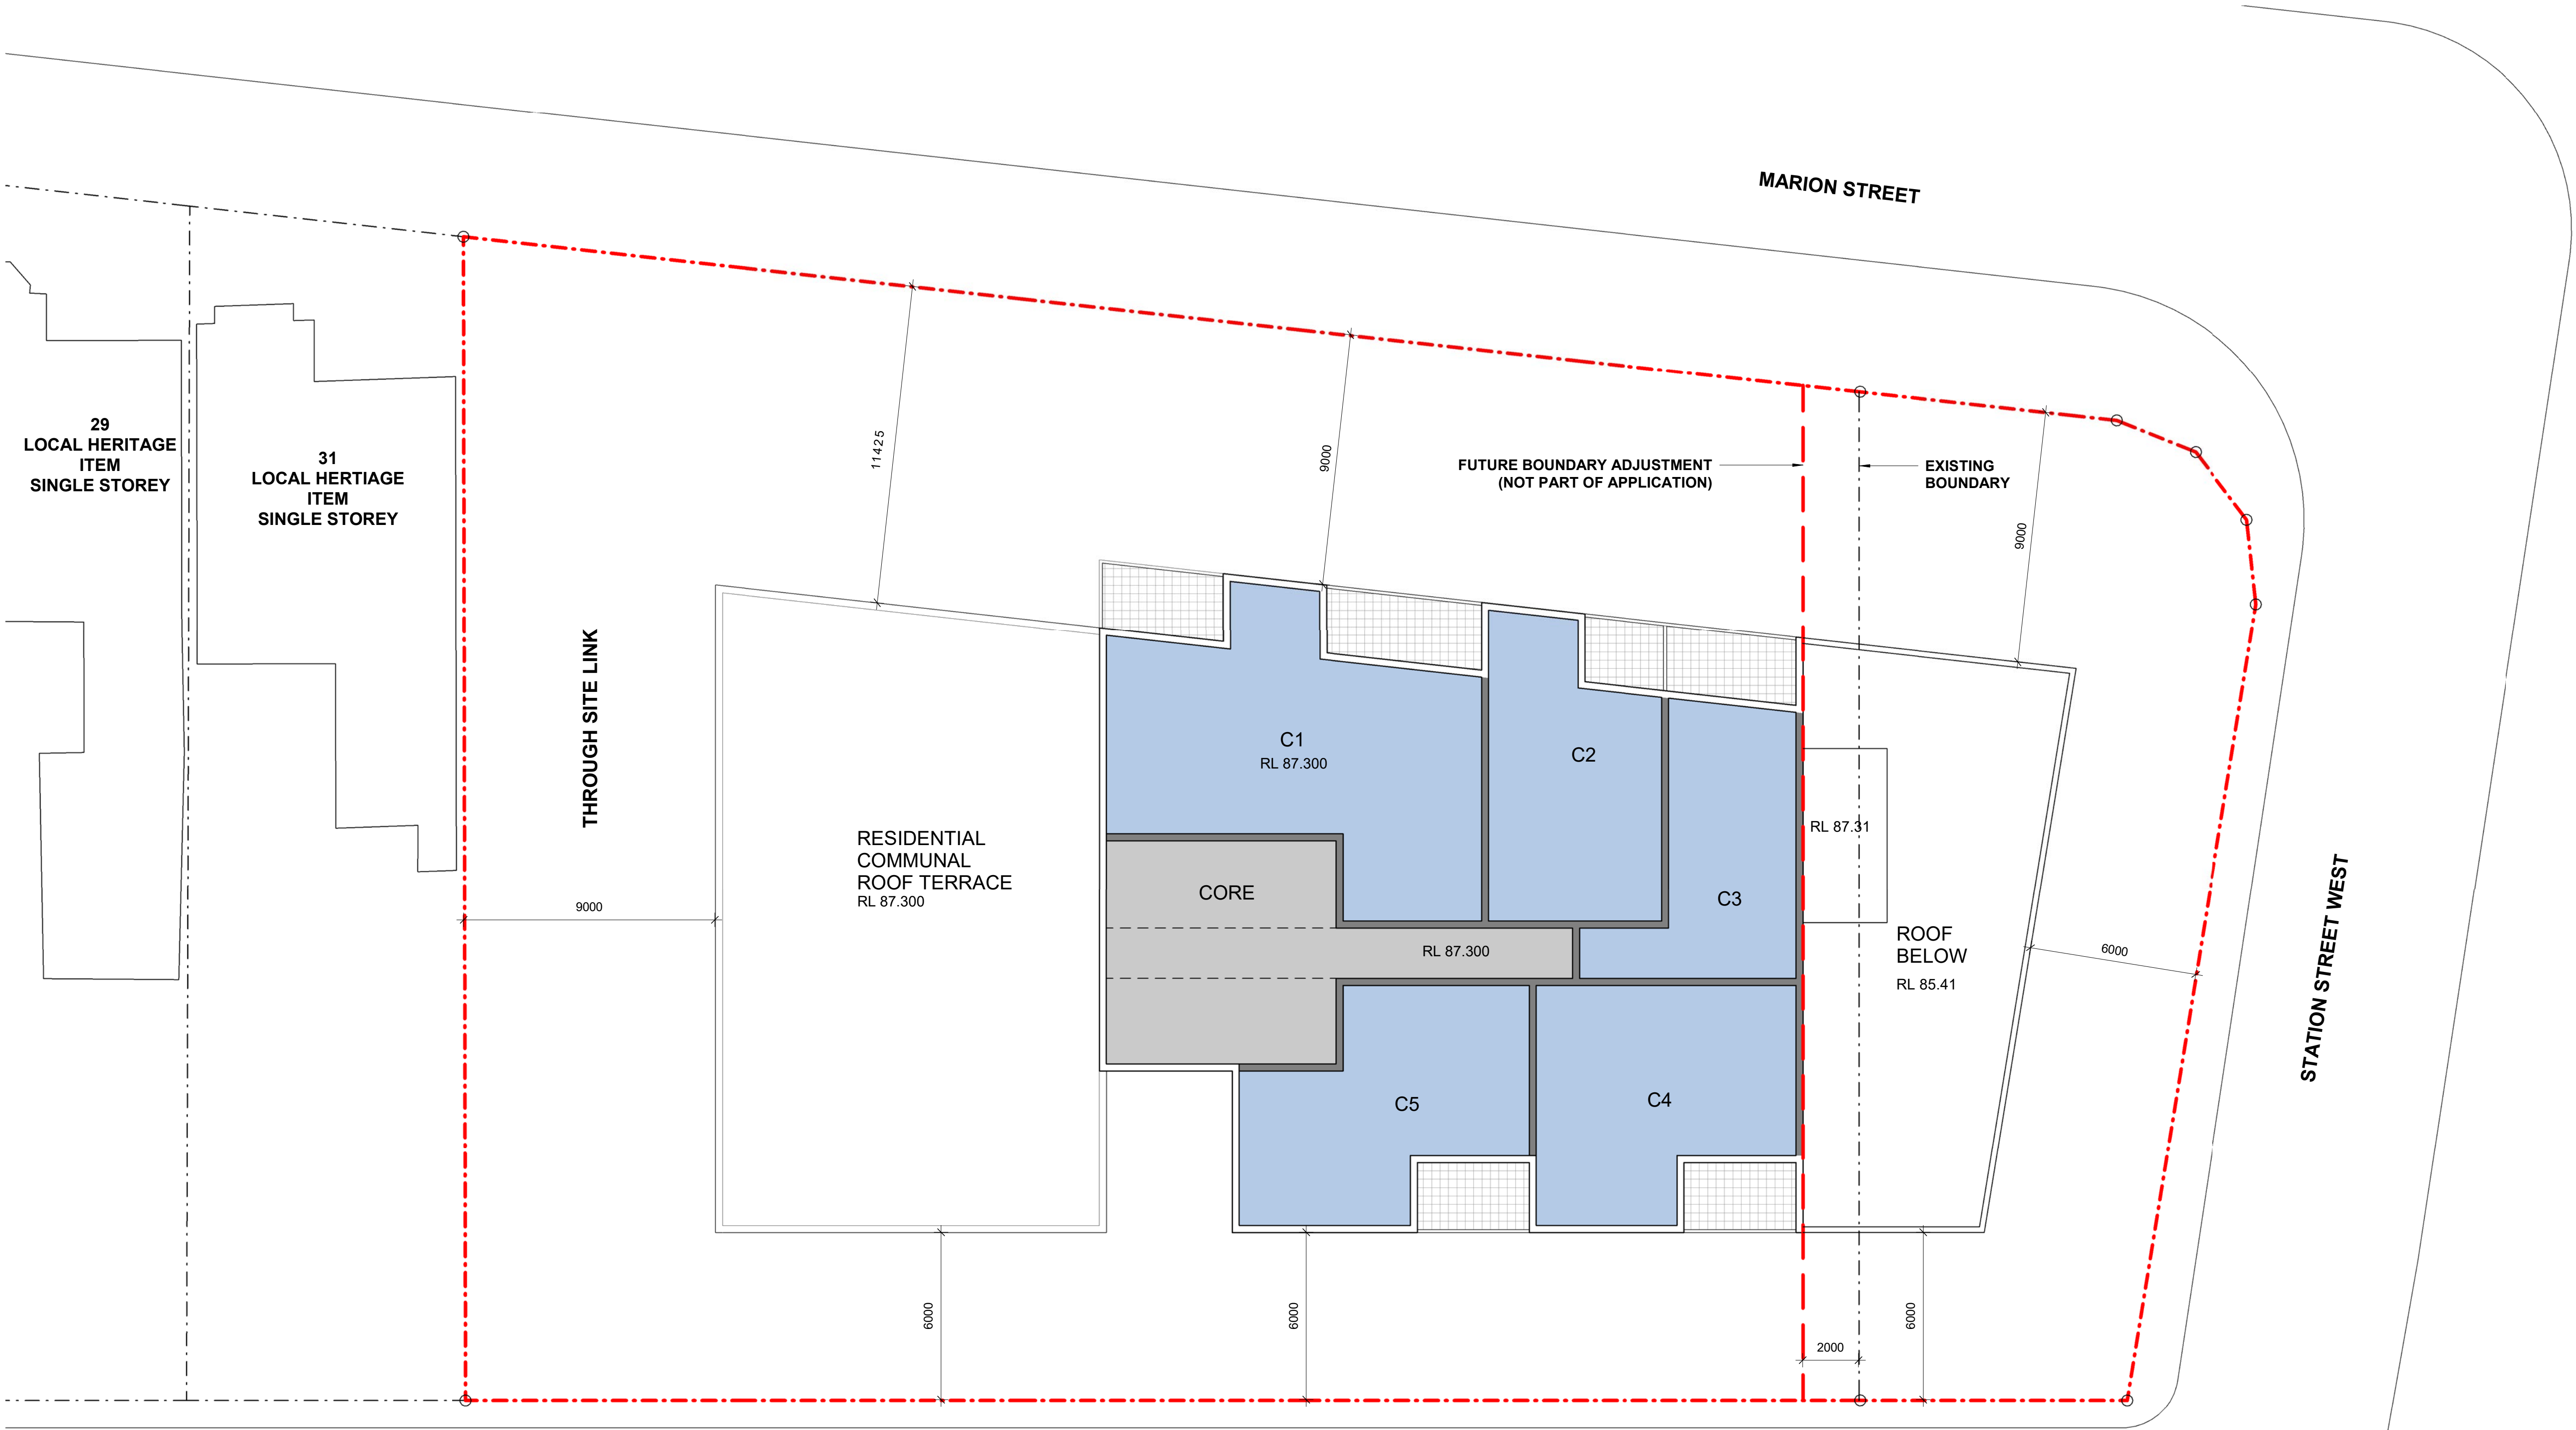 MARION STREET
29
LOCAL HERITAGE
ITEM
SINGLE STOREY
31
LOCAL HERTIAGE
ITEM
SINGLE STOREY
11425
9000
FUTURE BOUNDARY ADJUSTMENT
(NOT PART OF APPLICATION)
EXISTING
BOUNDARY
9000
THROUGH SITE LINK
C1
RL 87.300
C2
RL 87.31
RESIDENTIAL
COMMUNAL
ROOF TERRACE
RL 87.300
CORE
C3
9000
RL 87.300
ROOF
BELOW
RL 85.41
6000
STATION STREET WEST
C5
C4
6000
6000
6000
2000